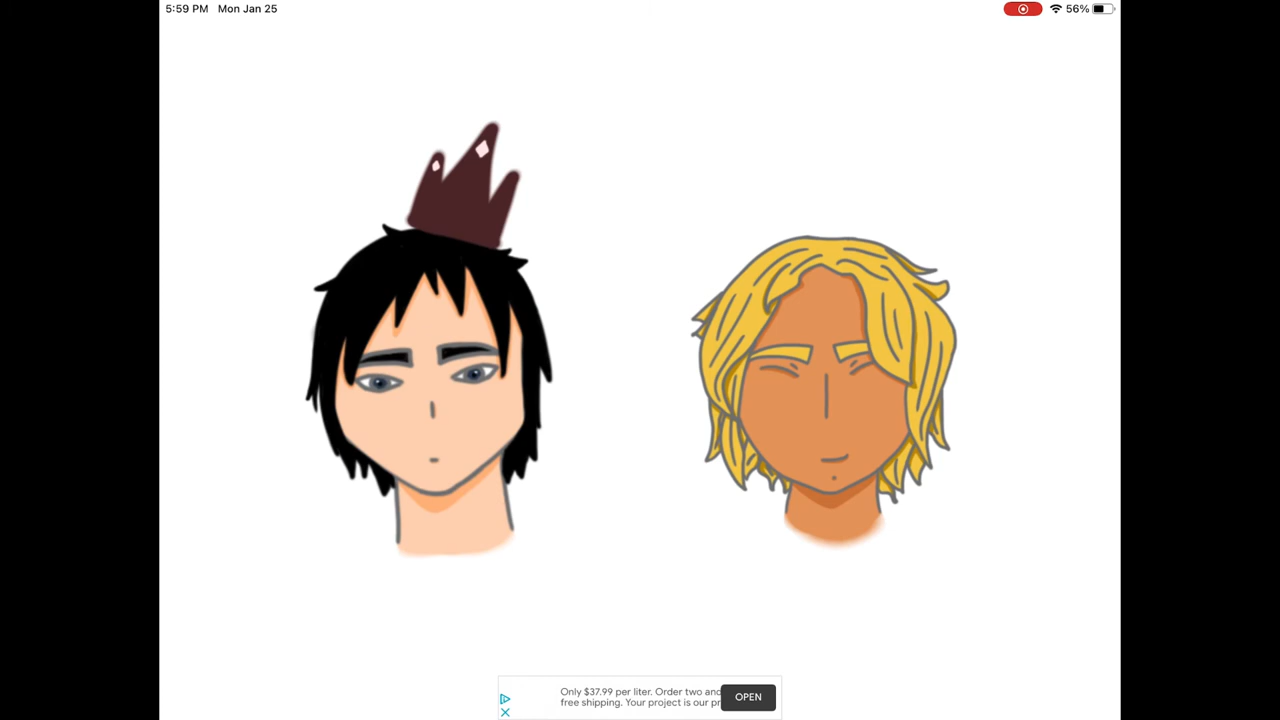 5:59 PM Mon Jan 25
56%
Only $37.99 per liter. Order two and
free shipping. Your project is our pr
OPEN